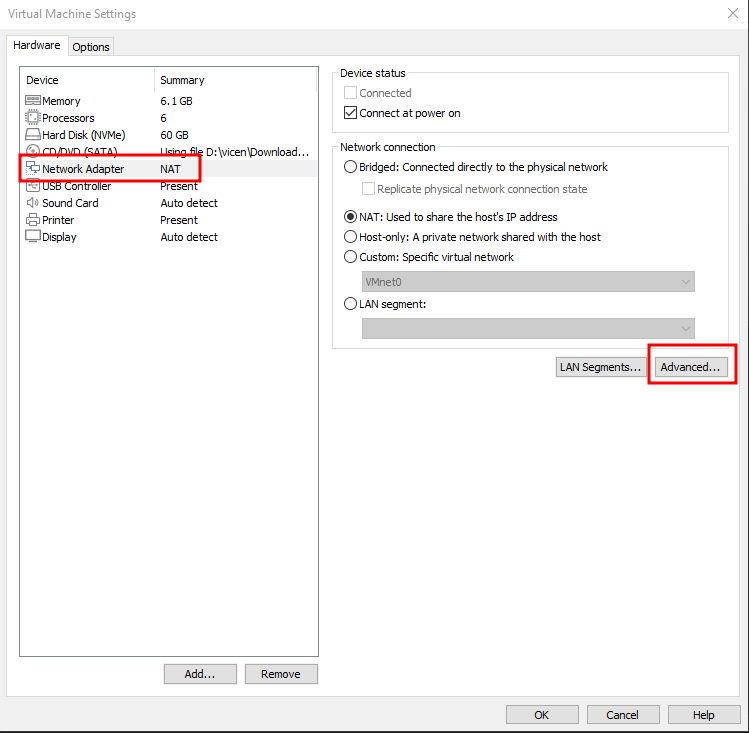 Virtual Machine Settings
Hardware Options
Device Summary
Memory 6.1 GB
Processors 6
Hard Disk (NVMe) 60 GB
CD/DVD (SATA) Using file D:\vicen\Download...
Network Adapter NAT
USB Controller Present
Sound Card Auto detect
Printer Present
Display Auto detect
Add... Remove
Device status
Connected
Connect at power on
Network connection
Bridged: Connected directly to the physical network
Replicate physical network connection state
NAT: Used to share the host's IP address
Host-only: A private network shared with the host
Custom: Specific virtual network
VMnet0
LAN segment:
LAN Segments... Advanced...
OK Cancel Help